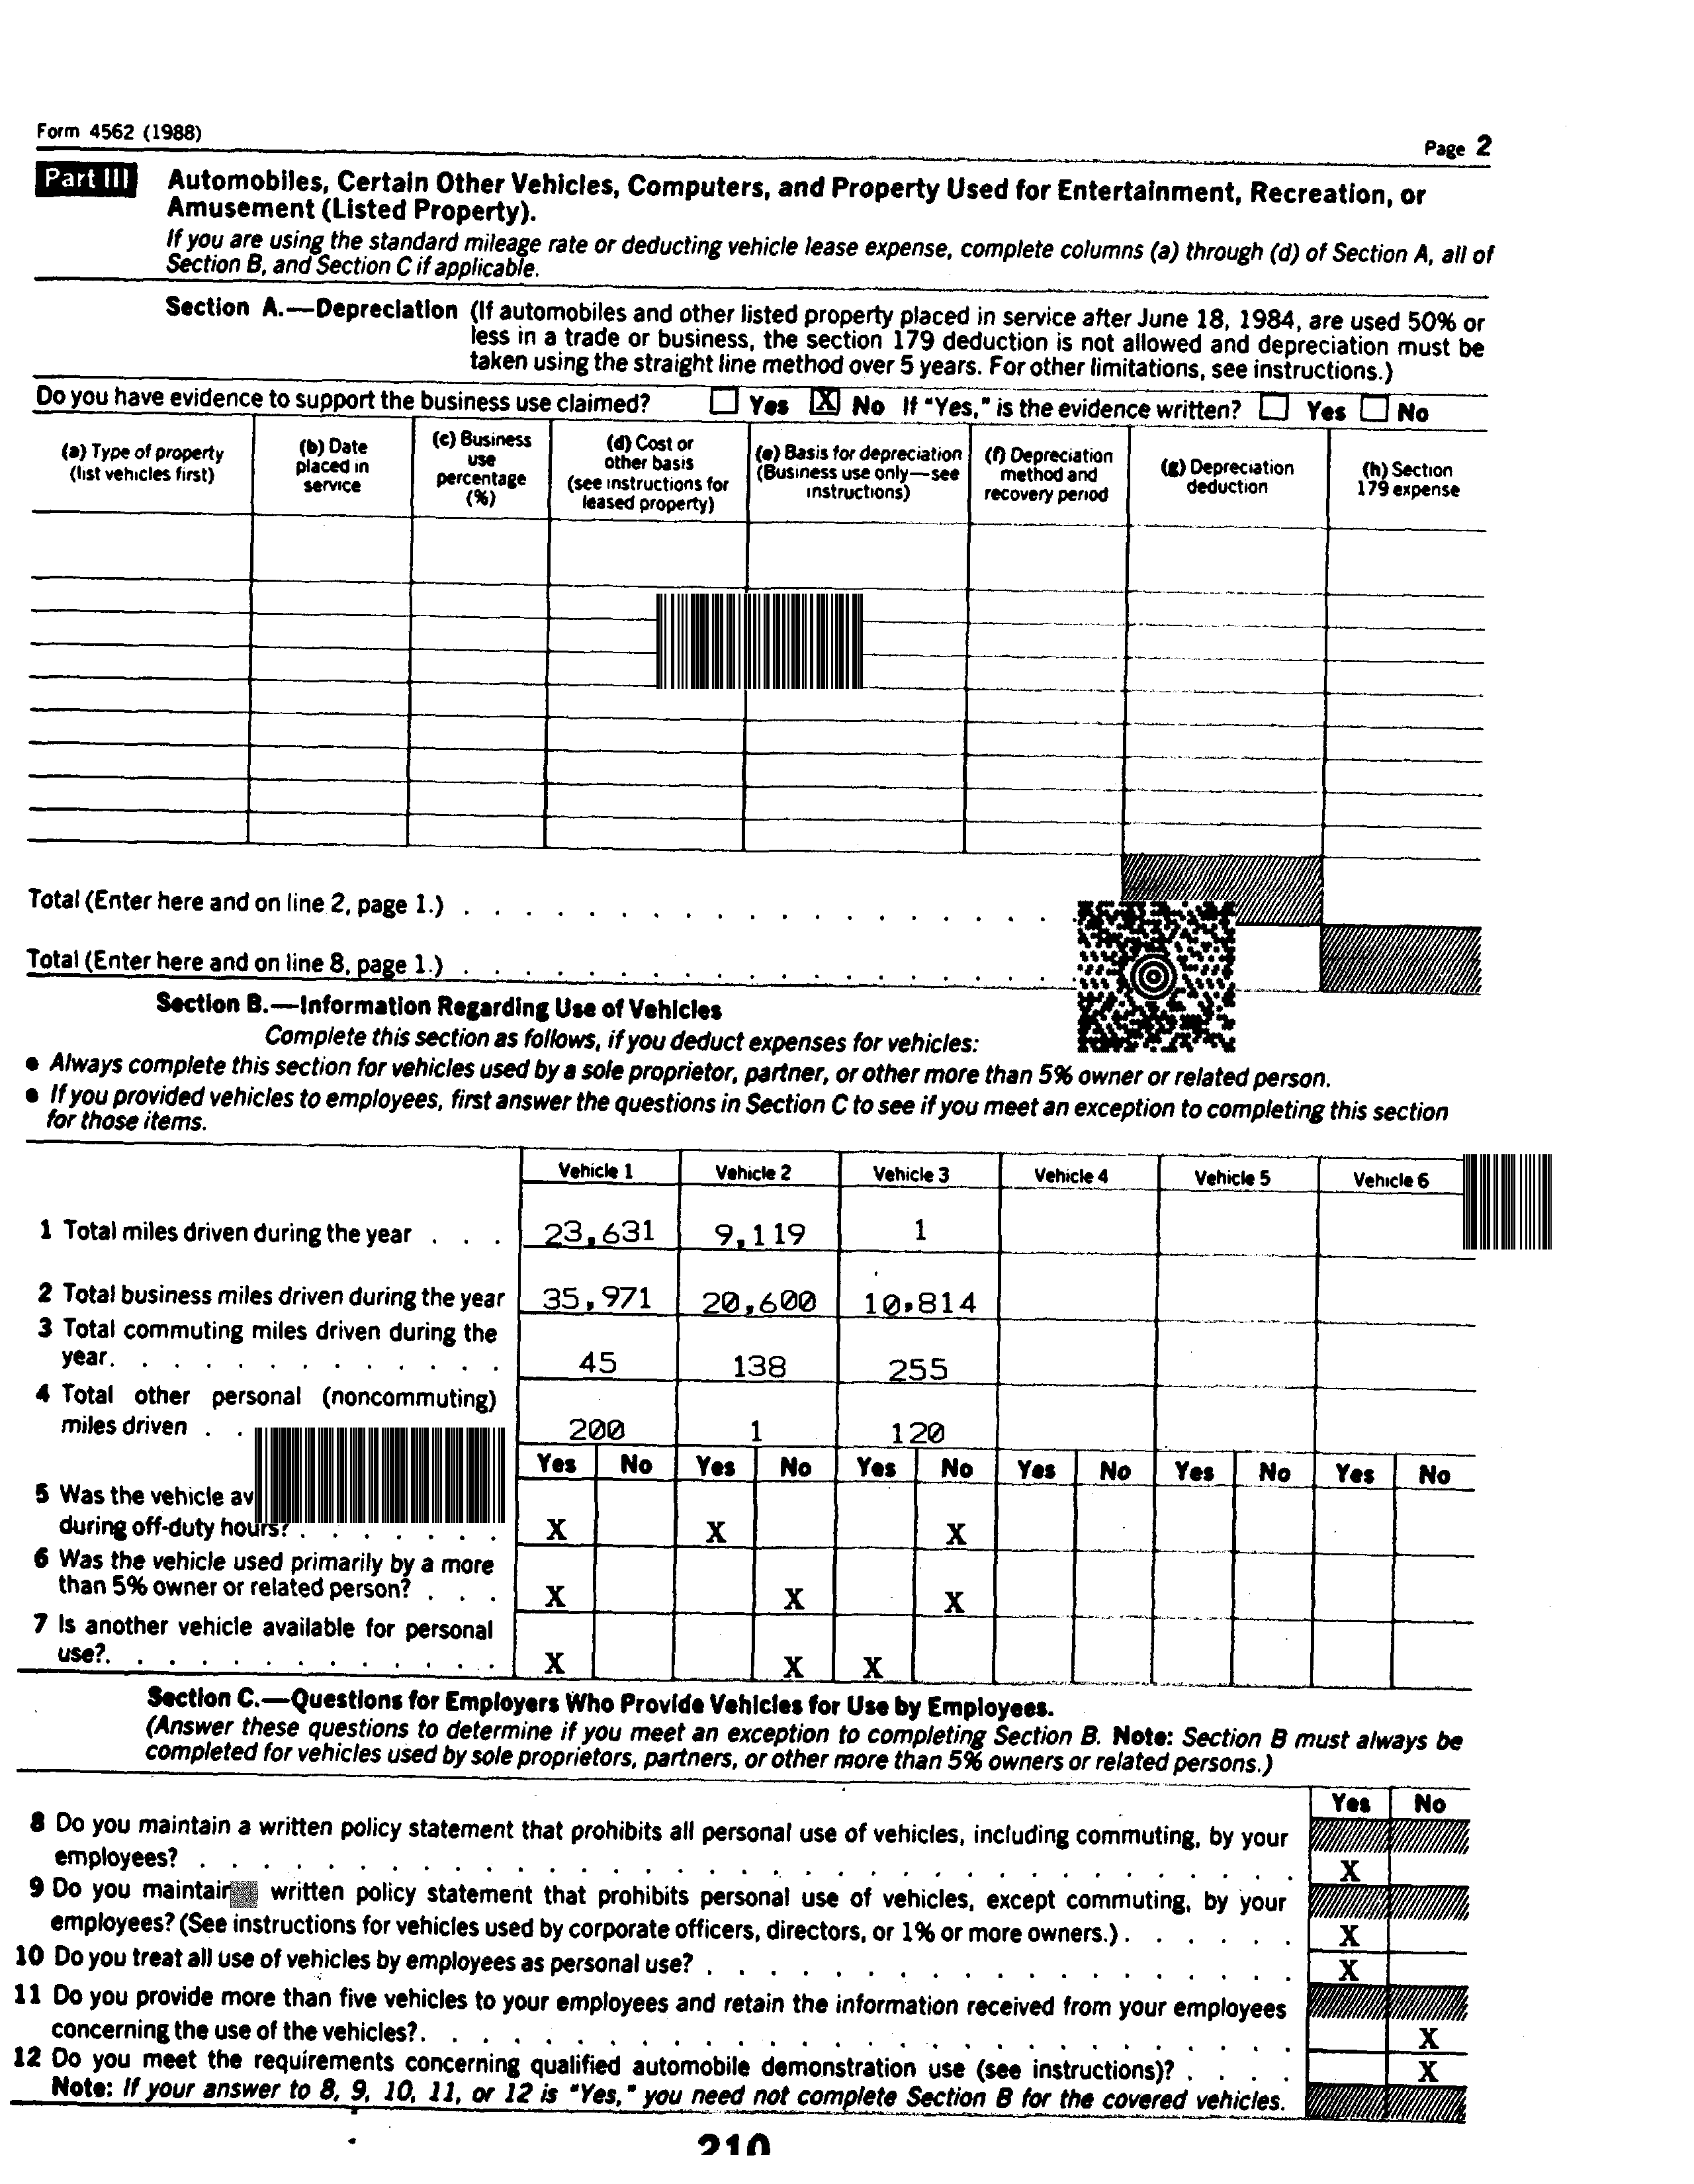 Form 4562 (1988)
Page 2
Part III Automobiles, Certain Other Vehicles, Computers, and Property Used for Entertainment, Recreation, or
Amusement (Listed Property).
If you are using the standard mileage rate or deducting vehicle lease expense, complete columns (a) through (d) of Section A, all of
Section B, and Section C if applicable.
Section A.—Depreciation (If automobiles and other listed property placed in service after June 18, 1984, are used 50% or
less in a trade or business, the section 179 deduction is not allowed and depreciation must be
taken using the straight line method over 5 years. For other limitations, see instructions.)
Do you have evidence to support the business use claimed? Yes X No If "Yes," is the evidence written? Yes No
(a) Type of property
(list vehicles first)
(b) Date
placed in
service
(c) Business
use
percentage
(%)
(d) Cost or
other basis
(see instructions for
leased property)
(e) Basis for depreciation
(Business use only—see
instructions)
(f) Depreciation
method and
recovery period
(g) Depreciation
deduction
(h) Section
179 expense
Total (Enter here and on line 2, page 1.)
Total (Enter here and on line 8, page 1.)
Section B.—Information Regarding Use of Vehicles
Complete this section as follows, if you deduct expenses for vehicles:
● Always complete this section for vehicles used by a sole proprietor, partner, or other more than 5% owner or related person.
● If you provided vehicles to employees, first answer the questions in Section C to see if you meet an exception to completing this section
for those items.
Vehicle 1 Vehicle 2 Vehicle 3 Vehicle 4 Vehicle 5 Vehicle 6
1 Total miles driven during the year . . . 23,631 9,119 1
2 Total business miles driven during the year 35,971 20,600 10,814
3 Total commuting miles driven during the
year. 45 138 255
4 Total other personal (noncommuting)
miles driven . . 200 1 120
Yes No Yes No Yes No Yes No Yes No Yes No
5 Was the vehicle
during off-duty hours? X X X
6 Was the vehicle used primarily by a more
than 5% owner or related person? . . . X X X
7 Is another vehicle available for personal
use?. X X X
Section C.—Questions for Employers Who Provide Vehicles for Use by Employees.
(Answer these questions to determine if you meet an exception to completing Section B. Note: Section B must always be
completed for vehicles used by sole proprietors, partners, or other more than 5% owners or related persons.)
Yes No
8 Do you maintain a written policy statement that prohibits all personal use of vehicles, including commuting, by your
employees? X
9 Do you maintain written policy statement that prohibits personal use of vehicles, except commuting, by your
employees? (See instructions for vehicles used by corporate officers, directors, or 1% or more owners.) . X
10 Do you treat all use of vehicles by employees as personal use? X
11 Do you provide more than five vehicles to your employees and retain the information received from your employees
concerning the use of the vehicles?. X
12 Do you meet the requirements concerning qualified automobile demonstration use (see instructions)? . X
Note: If your answer to 8, 9, 10, 11, or 12 is "Yes," you need not complete Section B for the covered vehicles.
210